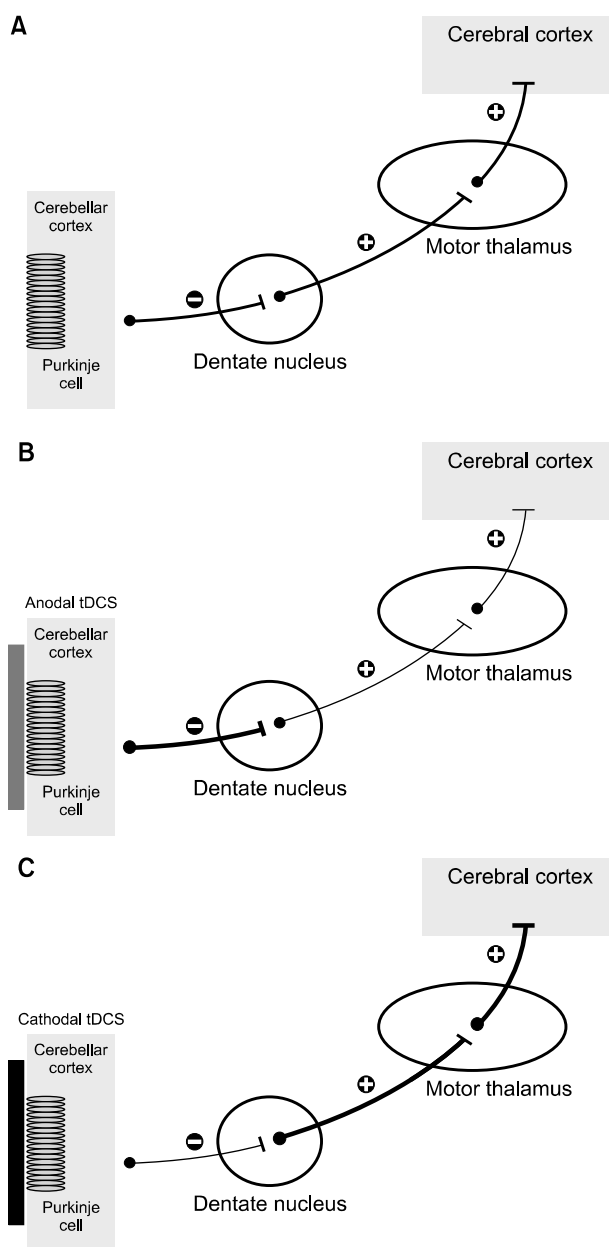 A
Cerebral cortex
Cerebellar
cortex
Motor thalamus
Purkinje
cell
Dentate nucleus
B
Cerebral cortex
Anodal tDCS
Cerebellar
cortex
Motor thalamus
Purkinje
cell
Dentate nucleus
C
Cerebral cortex
Cathodal tDCS
Cerebellar
cortex
Motor thalamus
Purkinje
cell
Dentate nucleus